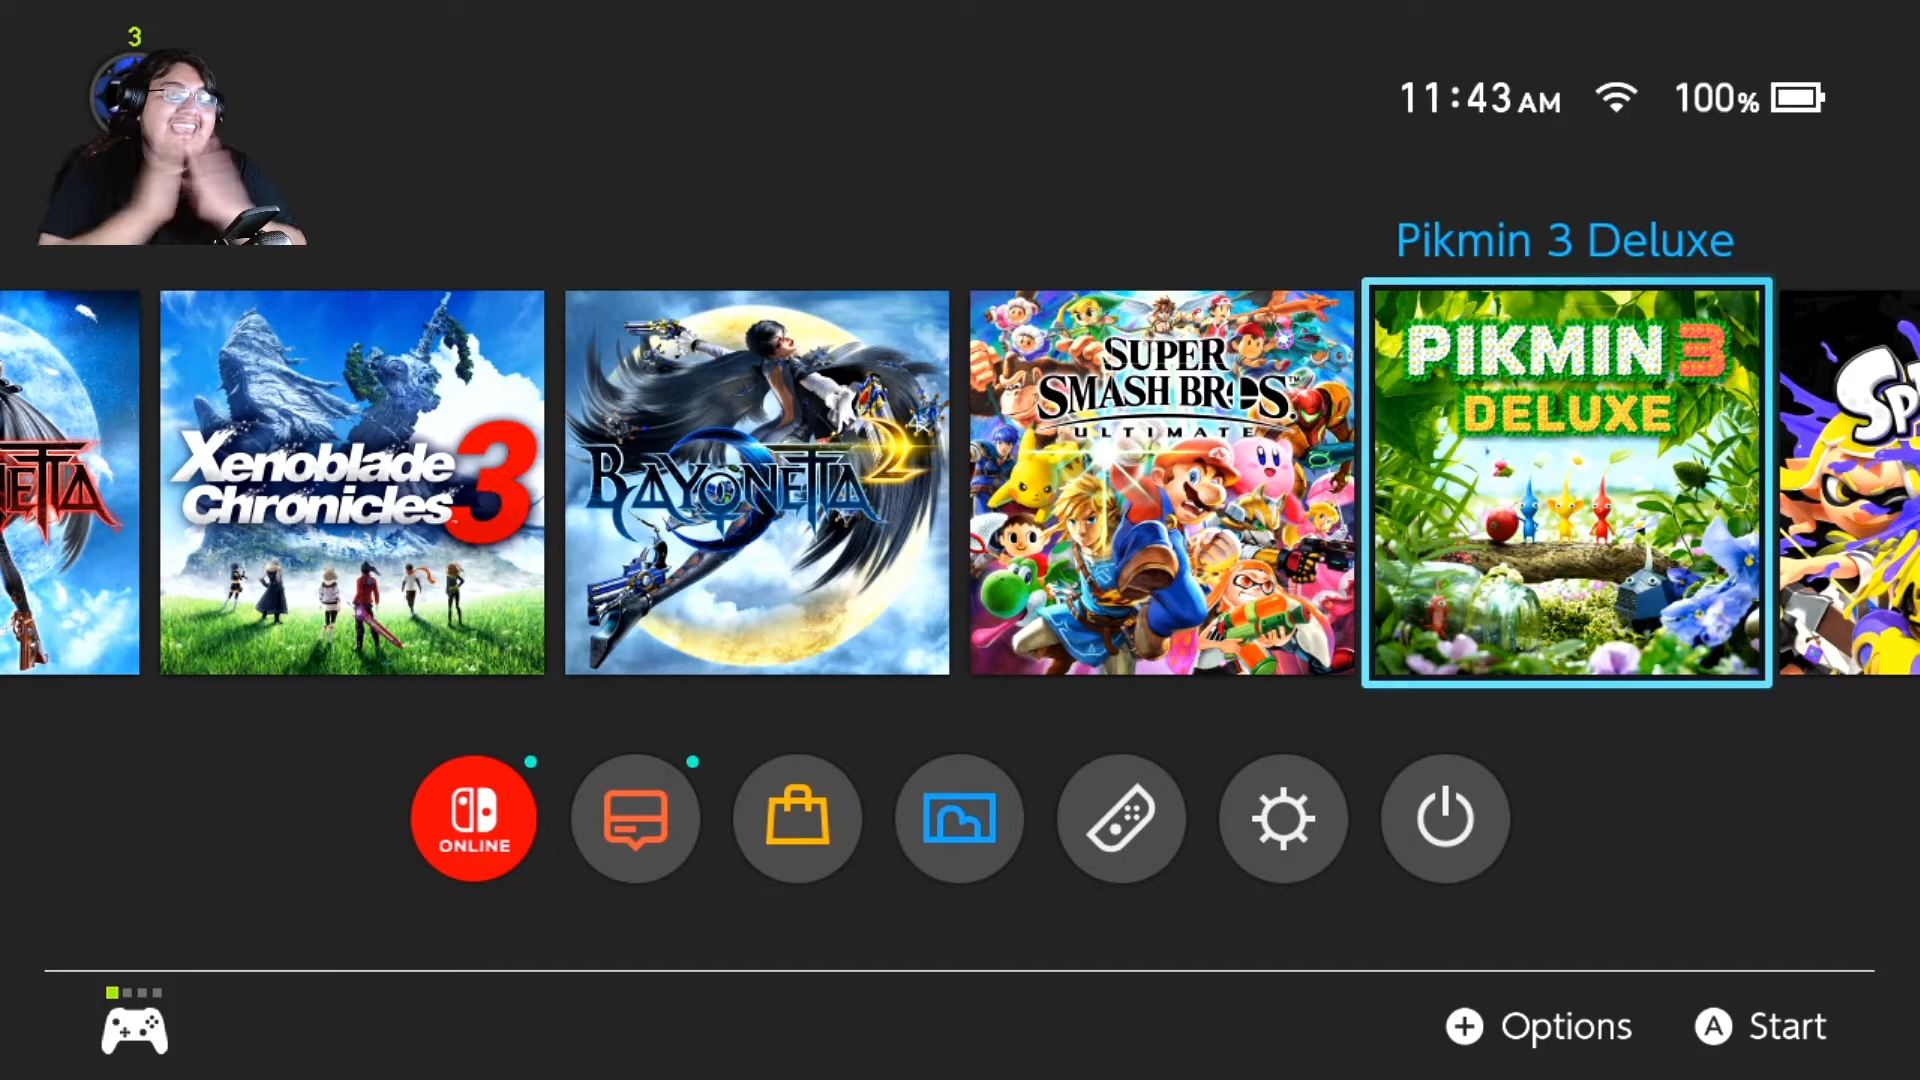 3
11:43 AM
100%
Pikmin 3 Deluxe
Xenoblade
Chronicles 3
BAYONETTA 2
SUPER
SMASH BROS.
ULTIMATE
PIKMIN 3
DELUXE
ONLINE
Options
A Start